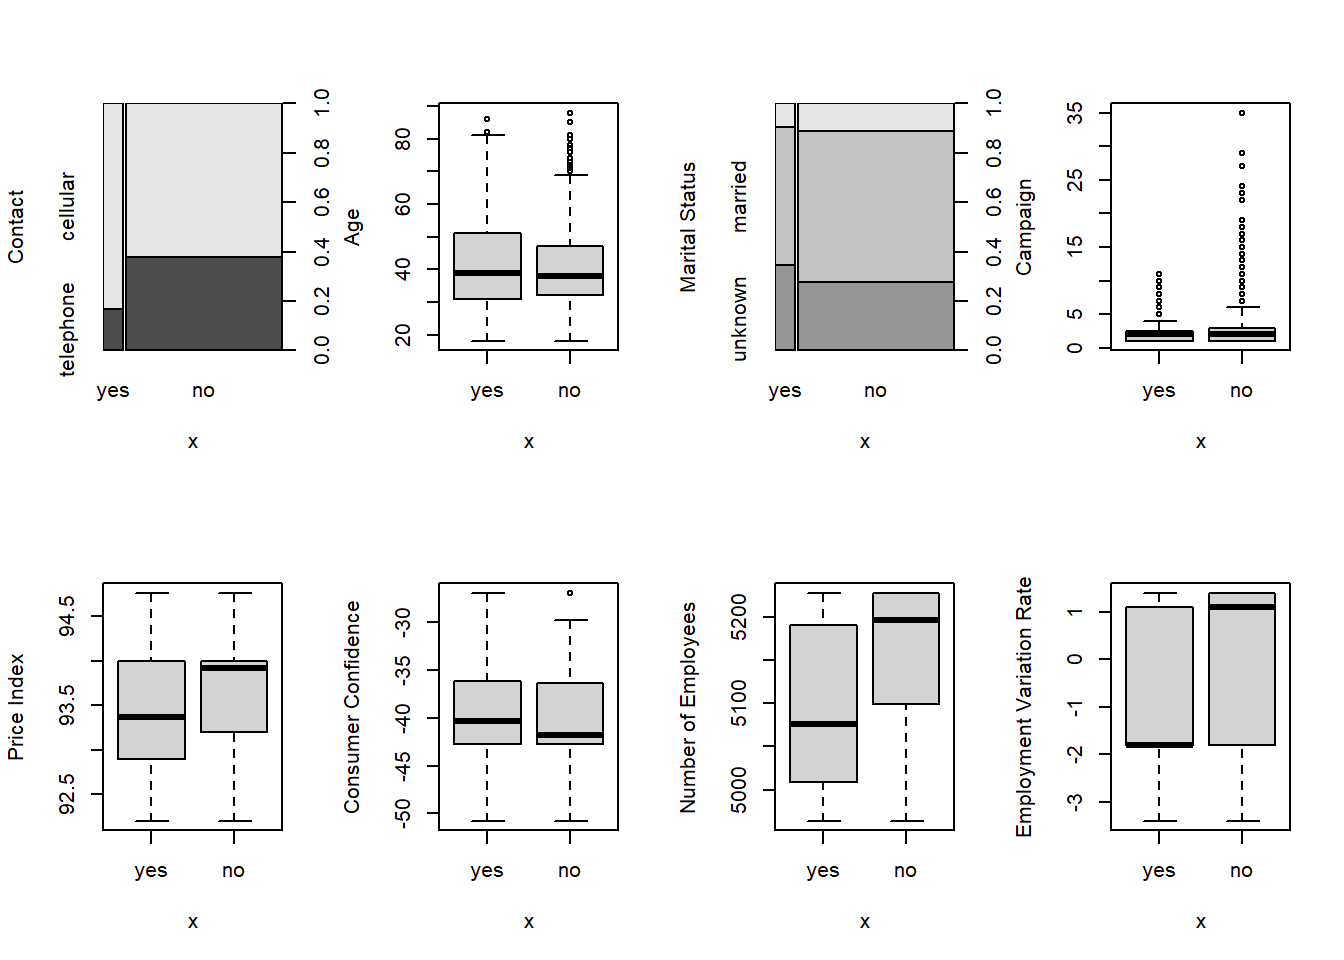 Contact
telephone cellular
0.0 0.2 0.4 0.6 0.8 1.0
yes no
x
Age
20 40 60 80
yes no
x
Marital Status
unknown married
0.0 0.2 0.4 0.6 0.8 1.0
yes no
x
Campaign
0 5 15 25 35
yes no
x
Price Index
92.5 93.5 94.5
yes no
x
Consumer Confidence
-50 -45 -40 -35 -30
yes no
x
Number of Employees
5000 5100 5200
yes no
x
Employment Variation Rate
-3 -2 -1 0 1
yes no
x